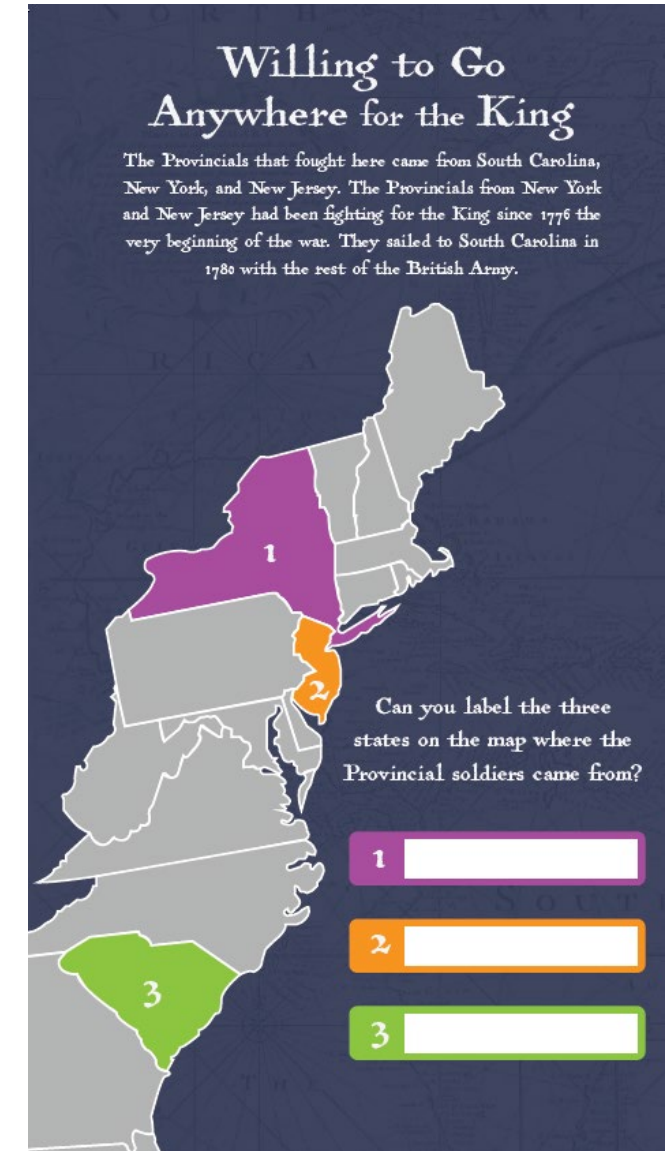 Willing to Go
Anywhere for the King
The Provincials that fought here came from South Carolina,
New York, and New Jersey. The Provincials from New York
and New Jersey had been fighting for the King since 1776 the
very beginning of the war. They sailed to South Carolina in
1780 with the rest of the British Army.
1
2
Can you label the three
states on the map where the
Provincial soldiers came from?
1
2
3
3